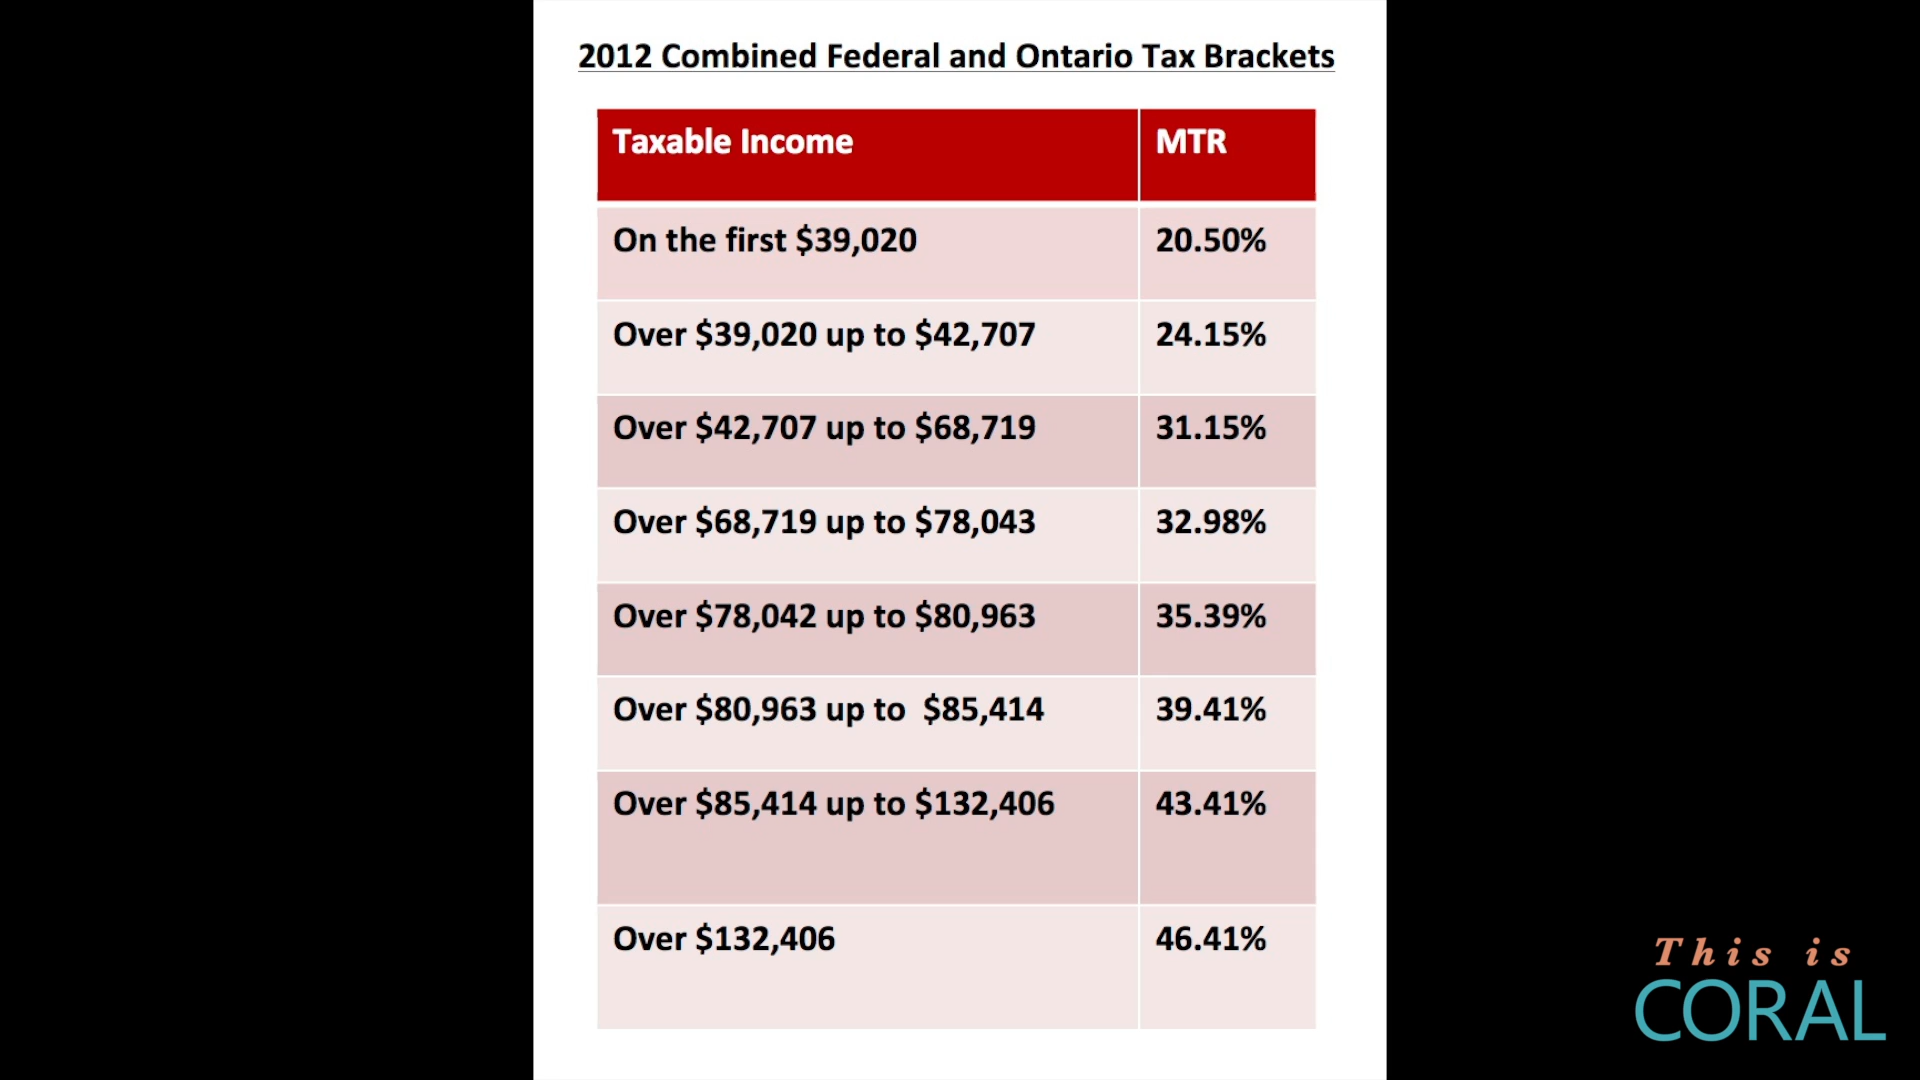 2012 Combined Federal and Ontario Tax Brackets
Taxable Income MTR
On the first $39,020 20.50%
Over $39,020 up to $42,707 24.15%
Over $42,707 up to $68,719 31.15%
Over $68,719 up to $78,043 32.98%
Over $78,042 up to $80,963 35.39%
Over $80,963 up to $85,414 39.41%
Over $85,414 up to $132,406 43.41%
Over $132,406 46.41%
This is
CORAL